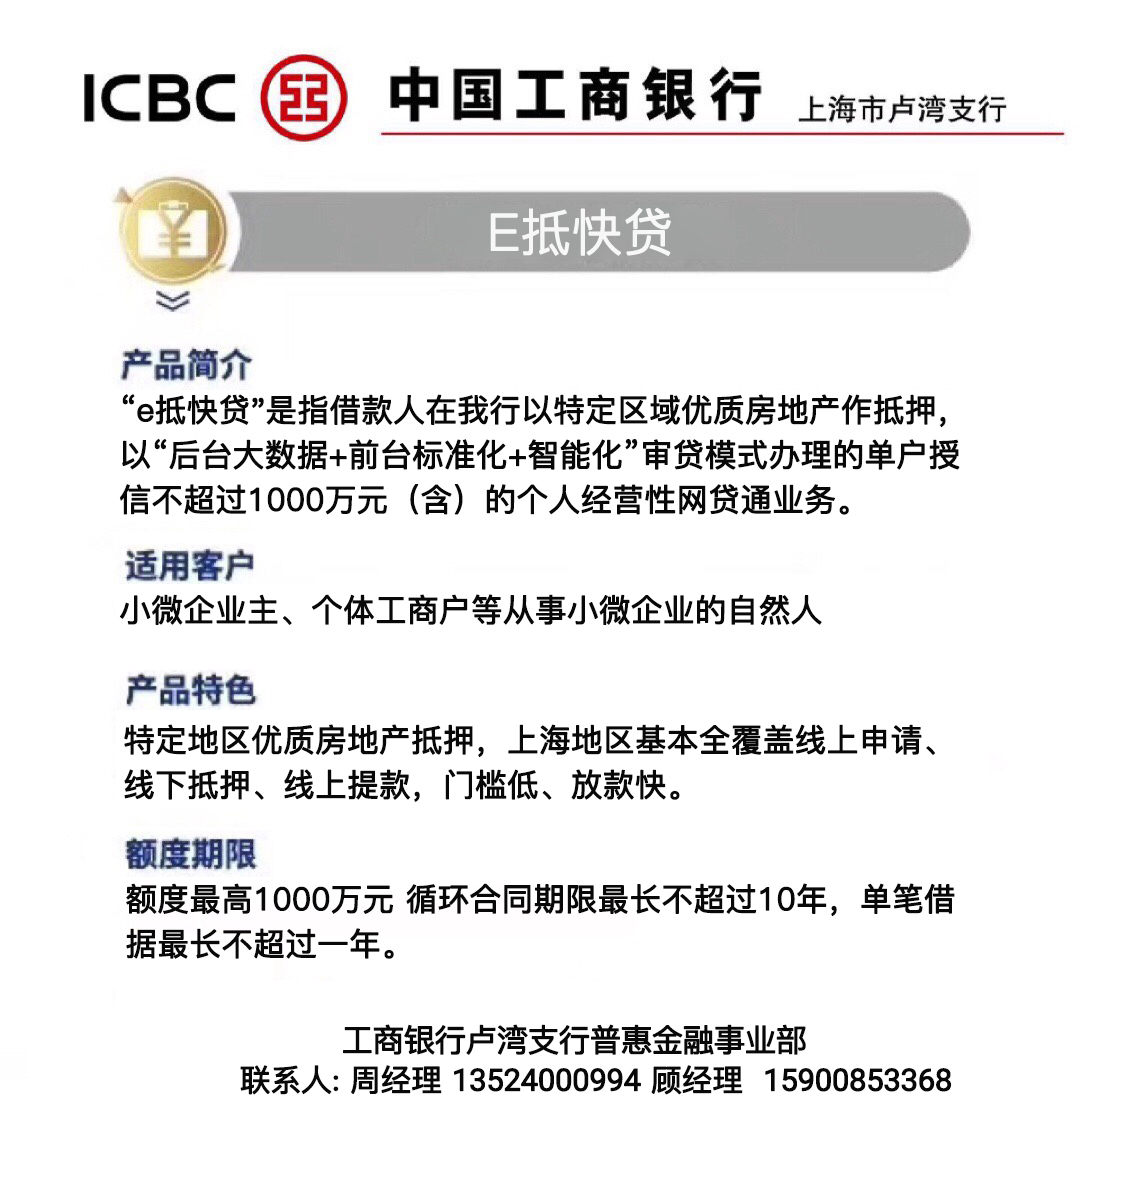 ICBC 中国工商银行 上海市卢湾支行
E抵快贷
产品简介
“e抵快贷”是指借款人在我行以特定区域优质房地产作抵押，
以“后台大数据+前台标准化+智能化”审贷模式办理的单户授
信不超过1000万元（含）的个人经营性网贷通业务。
适用客户
小微企业主、个体工商户等从事小微企业的自然人
产品特色
特定地区优质房地产抵押，上海地区基本全覆盖线上申请、
线下抵押、线上提款，门槛低、放款快。
额度期限
额度最高1000万元 循环合同期限最长不超过10年，单笔借
据最长不超过一年。
工商银行卢湾支行普惠金融事业部
联系人: 周经理 13524000994 顾经理 15900853368